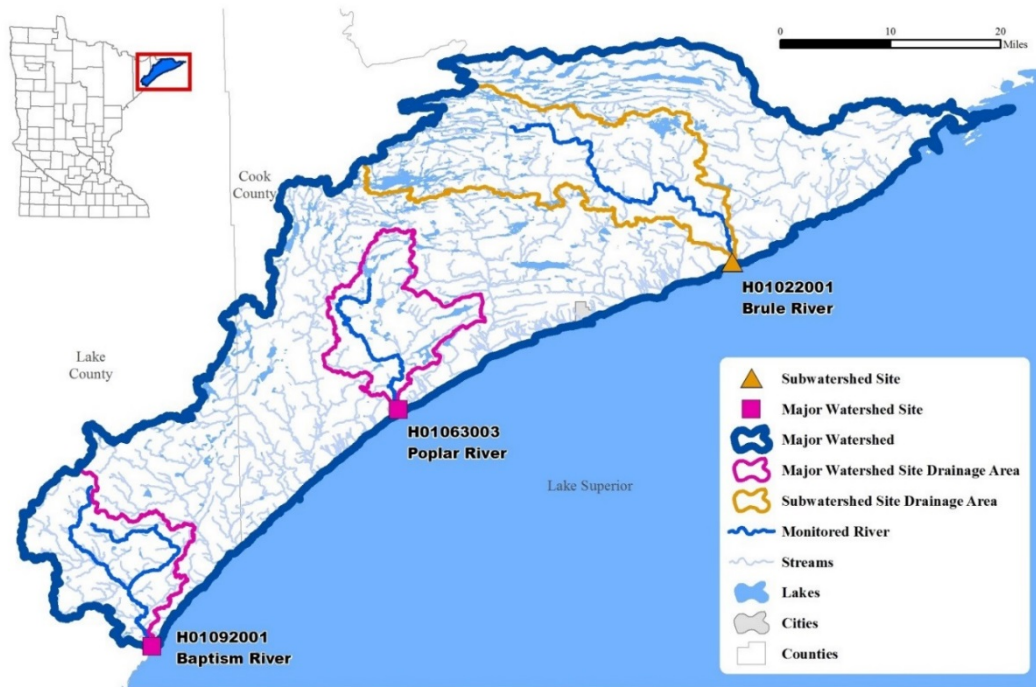 0 10 20
Miles
Cook
County
H01022001
Brule River
Lake
County
H01063003
Poplar River
Lake Superior
H01092001
Baptism River
Subwatershed Site
Major Watershed Site
Major Watershed
Major Watershed Site Drainage Area
Subwatershed Site Drainage Area
Monitored River
Streams
Lakes
Cities
Counties